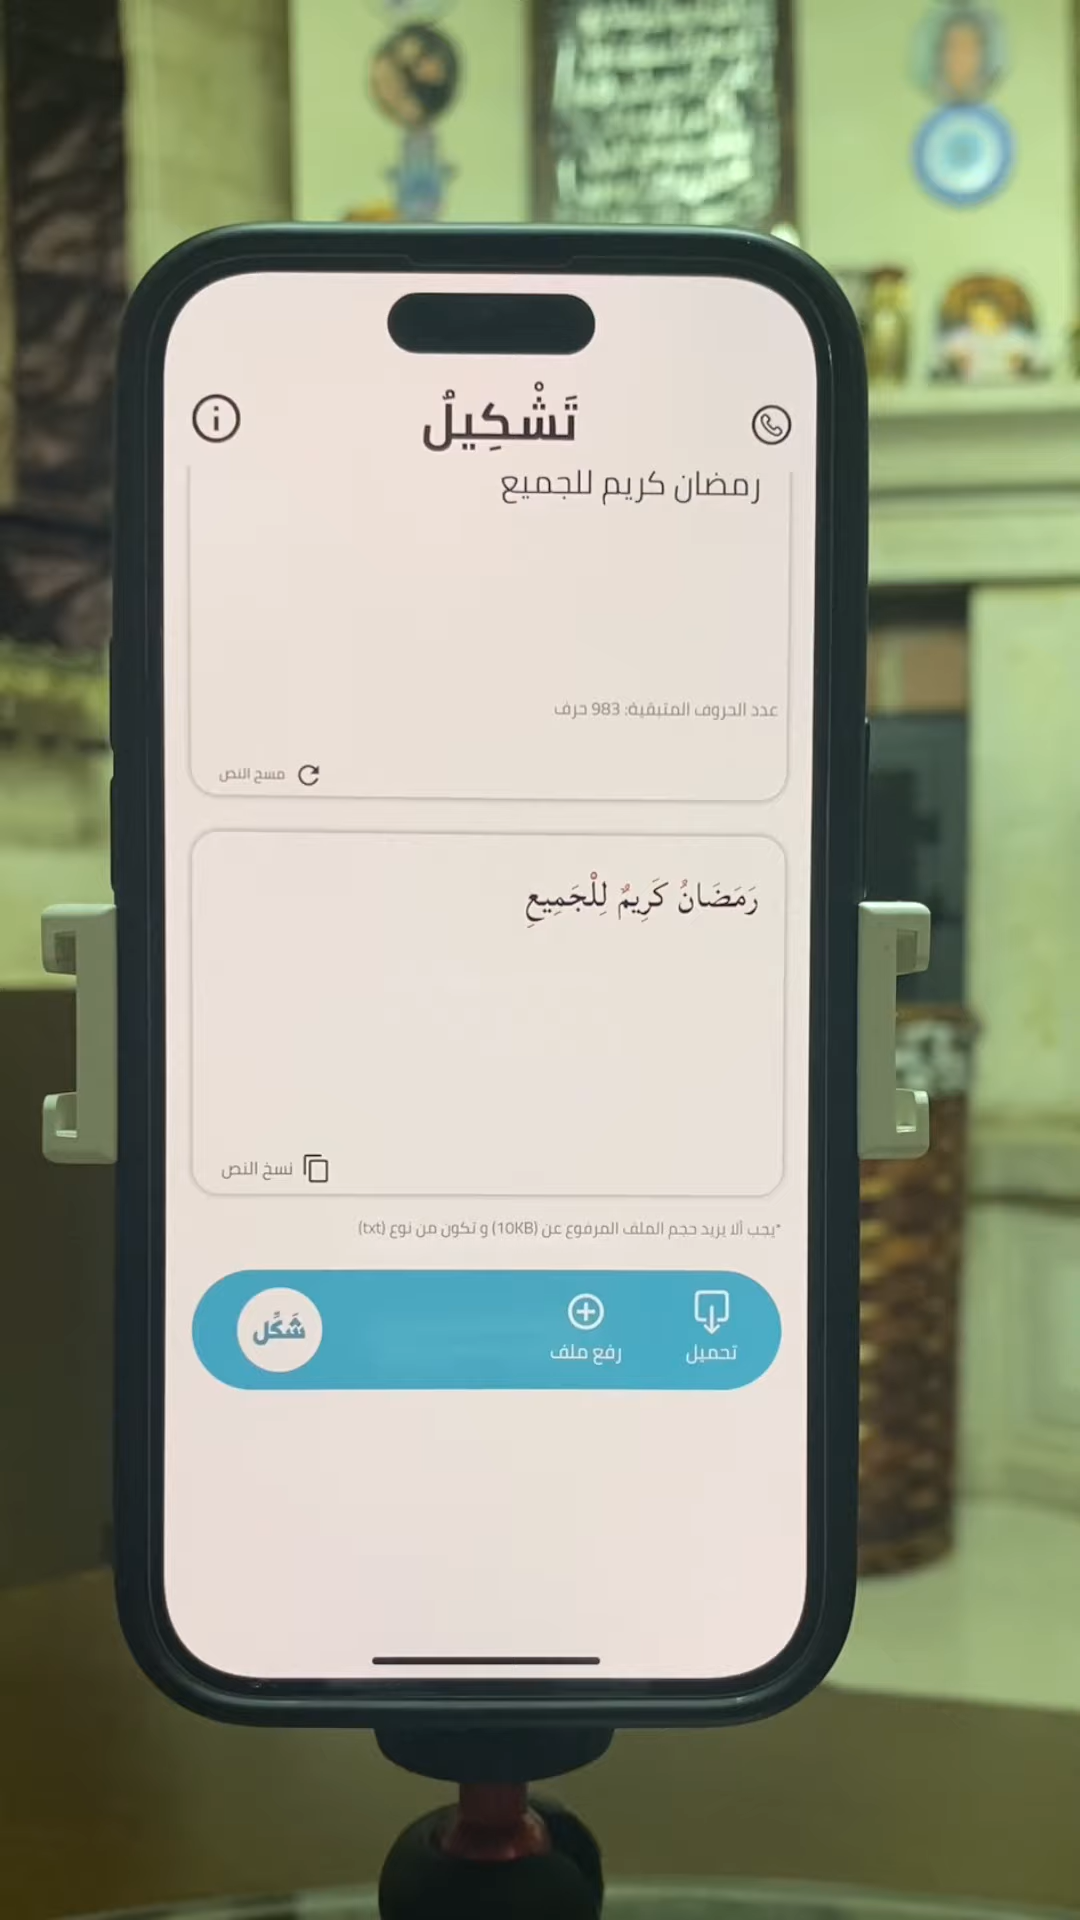 تَشْكِيلٌ
رمضان كريم للجميع
عدد الحروف المتبقية: 983 حرف
مسح النص
رَمَضَانُ كَرِيمٌ لِلْجَمِيعِ
نسخ النص
*يجب ألا يزيد حجم الملف المرفوع عن (10KB) و تكون من نوع (txt)
تحميل
رفع ملف
شَكِّل